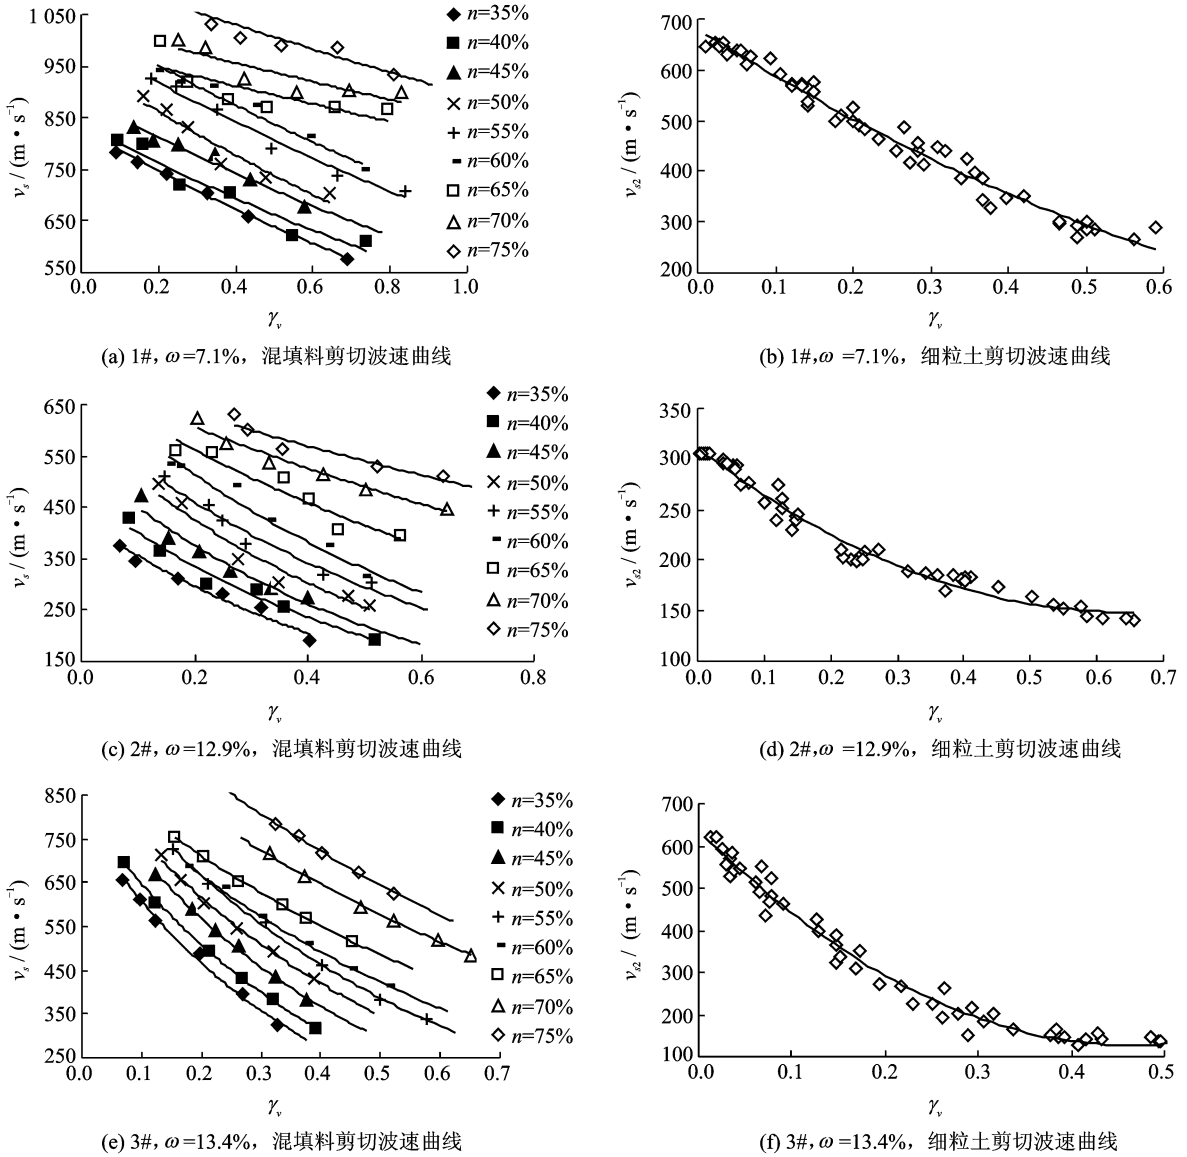 1 050
950
850
750
650
550
v_s / (m·s⁻¹)
0.0 0.2 0.4 0.6 0.8 1.0
γ_v
n=35%
n=40%
n=45%
n=50%
n=55%
n=60%
n=65%
n=70%
n=75%
(a) 1#, ω=7.1%，混填料剪切波速曲线
700
600
500
400
300
200
v_s2 / (m·s⁻¹)
0.0 0.1 0.2 0.3 0.4 0.5 0.6
γ_v
(b) 1#,ω =7.1%，细粒土剪切波速曲线
650
550
450
350
250
150
v_s / (m·s⁻¹)
0.0 0.2 0.4 0.6 0.8
γ_v
n=35%
n=40%
n=45%
n=50%
n=55%
n=60%
n=65%
n=70%
n=75%
(c) 2#, ω=12.9%，混填料剪切波速曲线
350
300
250
200
150
100
v_s2 / (m·s⁻¹)
0.0 0.1 0.2 0.3 0.4 0.5 0.6 0.7
γ_v
(d) 2#,ω =12.9%，细粒土剪切波速曲线
850
750
650
550
450
350
250
v_s / (m·s⁻¹)
0.0 0.1 0.2 0.3 0.4 0.5 0.6 0.7
γ_v
n=35%
n=40%
n=45%
n=50%
n=55%
n=60%
n=65%
n=70%
n=75%
(e) 3#, ω=13.4%，混填料剪切波速曲线
700
600
500
400
300
200
100
v_s2 / (m·s⁻¹)
0.0 0.1 0.2 0.3 0.4 0.5
γ_v
(f) 3#, ω=13.4%，细粒土剪切波速曲线